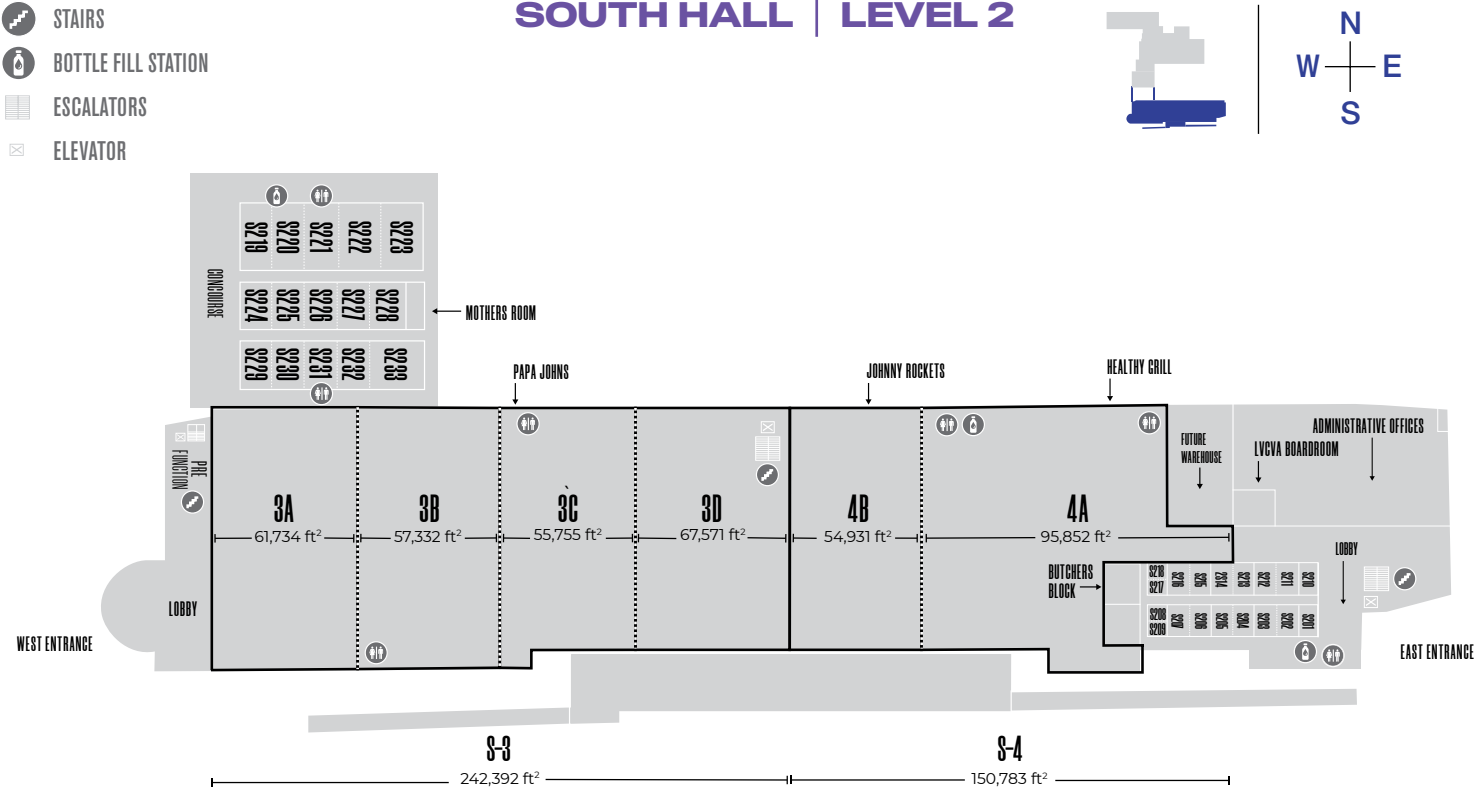 SOUTH HALL | LEVEL 2
STAIRS
BOTTLE FILL STATION
ESCALATORS
ELEVATOR
N
W E
S
S219
S220
S221
S222
S223
CONCOURSE
S224
S225
S226
S227
S228
MOTHERS ROOM
S229
S230
S231
S232
S233
PAPA JOHNS
JOHNNY ROCKETS
HEALTHY GRILL
PRE
FUNCTION
FUTURE
WAREHOUSE
LVCVA BOARDROOM
ADMINISTRATIVE OFFICES
3A
61,734 ft²
3B
57,332 ft²
3C
55,755 ft²
3D
67,571 ft²
4B
54,931 ft²
4A
95,852 ft²
LOBBY
BUTCHERS
BLOCK
S218
S217
S216
S215
S213
S212
S211
S210
S208
S209
S206
S205
S204
S203
S202
S201
LOBBY
WEST ENTRANCE
EAST ENTRANCE
S-3
242,392 ft²
S-4
150,783 ft²